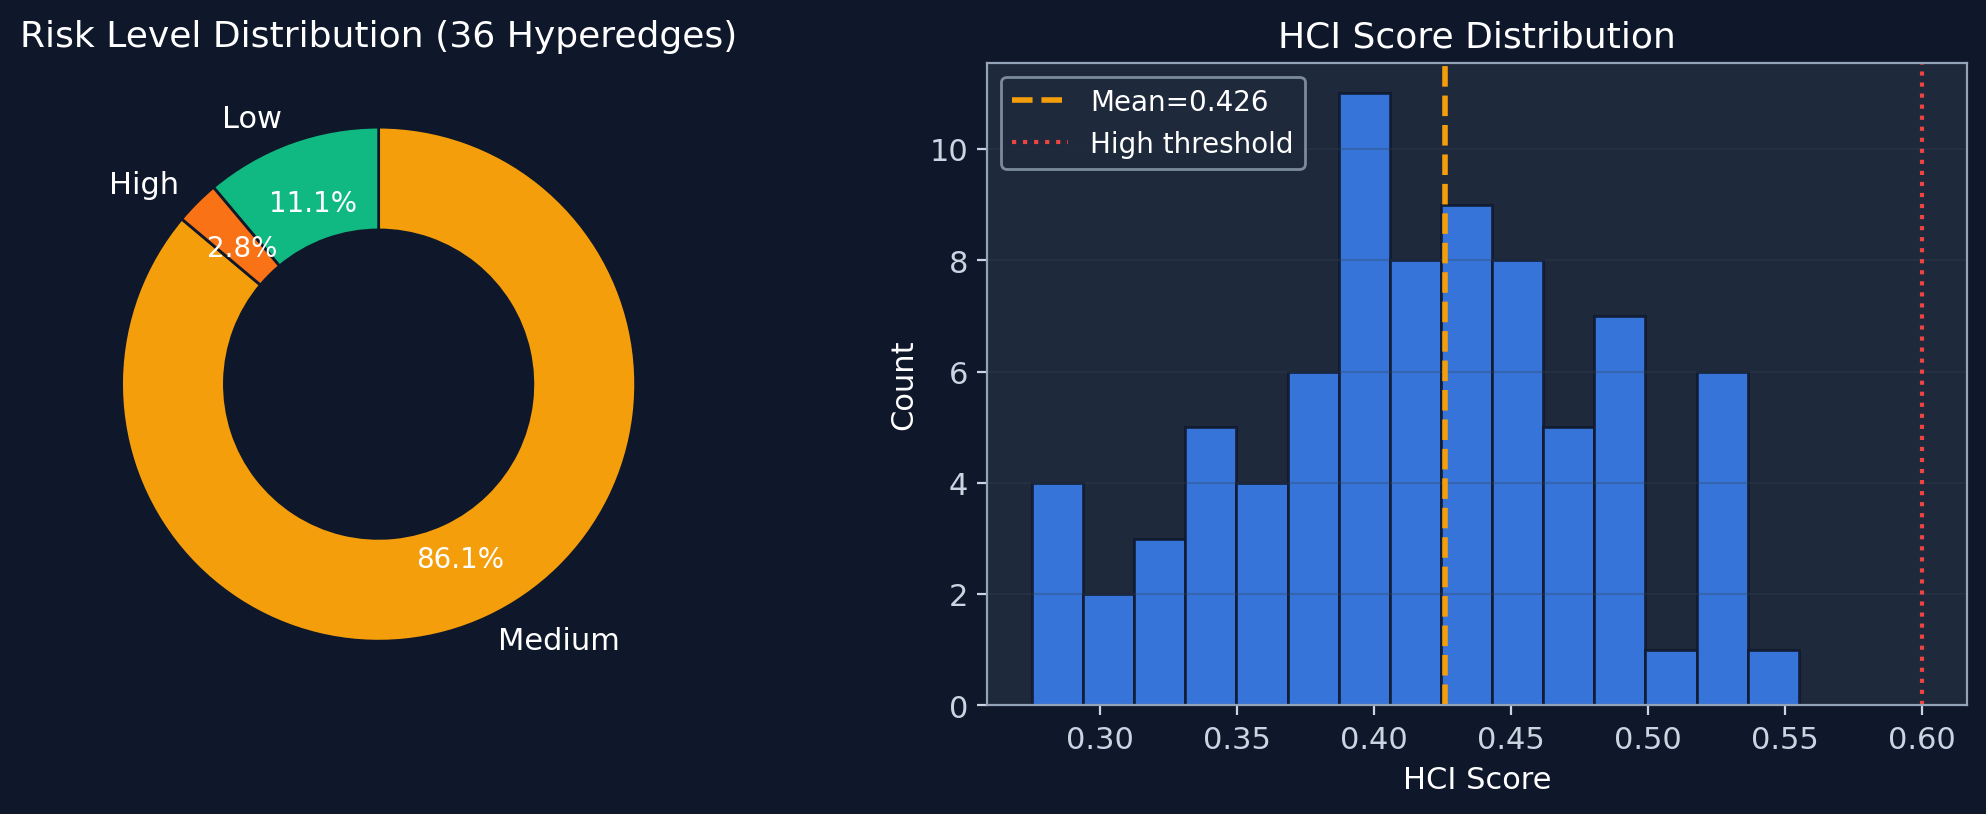 Risk Level Distribution (36 Hyperedges)
Low
High
11.1%
2.8%
86.1%
Medium
HCI Score Distribution
Mean=0.426
High threshold
Count
10
8
6
4
2
0
0.30 0.35 0.40 0.45 0.50 0.55 0.60
HCI Score